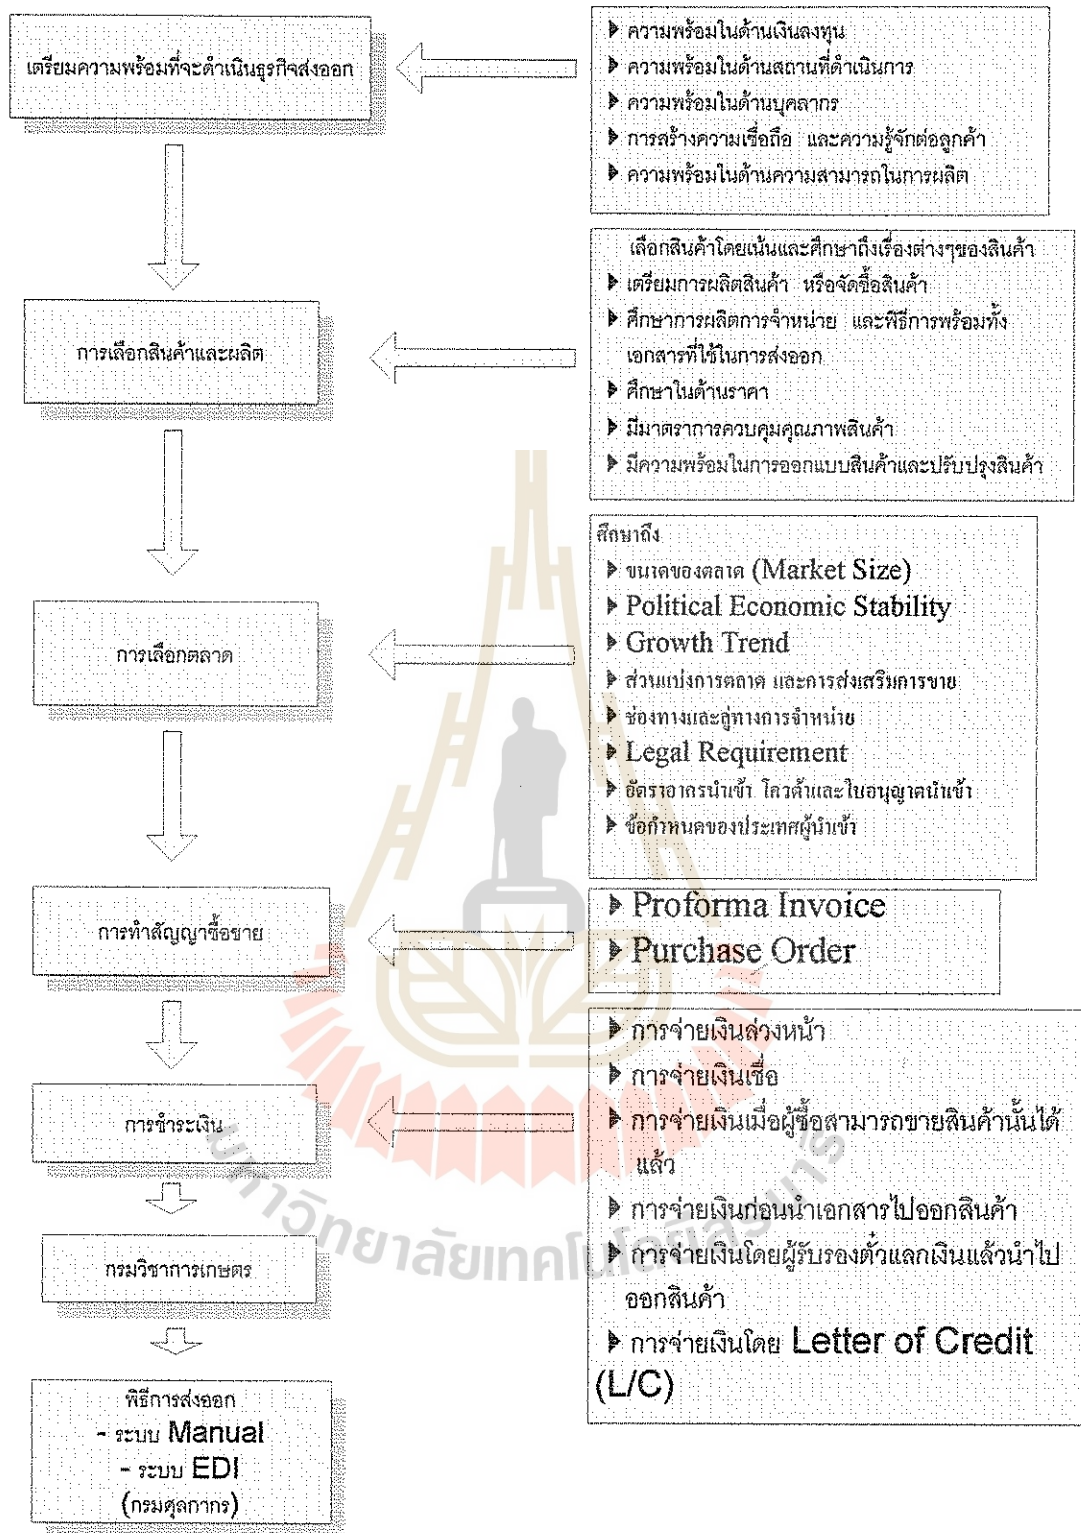 เตรียมความพร้อมที่จะดำเนินธุรกิจส่งออก
▶ ความพร้อมในด้านเงินลงทุน
▶ ความพร้อมในด้านสถานที่ดำเนินการ
▶ ความพร้อมในด้านบุคลากร
▶ การสร้างความเชื่อถือ และความรู้จักต่อลูกค้า
▶ ความพร้อมในด้านความสามารถในการผลิต
การเลือกสินค้าและผลิต
เลือกสินค้าโดยเน้นและศึกษาถึงเรื่องต่างๆของสินค้า
▶ เตรียมการผลิตสินค้า หรือจัดซื้อสินค้า
▶ ศึกษาการผลิตการจำหน่าย และพิธีการพร้อมทั้ง
เอกสารที่ใช้ในการส่งออก
▶ ศึกษาในด้านราคา
▶ มีมาตราการควบคุมคุณภาพสินค้า
▶ มีความพร้อมในการออกแบบสินค้าและปรับปรุงสินค้า
การเลือกตลาด
ศึกษาถึง
▶ ขนาดของตลาด (Market Size)
▶ Political Economic Stability
▶ Growth Trend
▶ ส่วนแบ่งการตลาด และการส่งเสริมการขาย
▶ ช่องทางและลู่ทางการจำหน่าย
▶ Legal Requirement
▶ อัตราอากรนำเข้า โควต้าและใบอนุญาตนำเข้า
▶ ข้อกำหนดของประเทศผู้นำเข้า
การทำสัญญาซื้อขาย
▶ Proforma Invoice
▶ Purchase Order
การชำระเงิน
▶ การจ่ายเงินล่วงหน้า
▶ การจ่ายเงินเชื่อ
▶ การจ่ายเงินเมื่อผู้ซื้อสามารถขายสินค้านั้นได้
แล้ว
▶ การจ่ายเงินก่อนนำเอกสารไปออกสินค้า
▶ การจ่ายเงินโดยผู้รับรองตั๋วแลกเงินแล้วนำไป
ออกสินค้า
▶ การจ่ายเงินโดย Letter of Credit
(L/C)
กรมวิชาการเกษตร
พิธีการส่งออก
- ระบบ Manual
- ระบบ EDI
(กรมศุลกากร)
มหาวิทยาลัยเทคโนโลยีสุรนารี